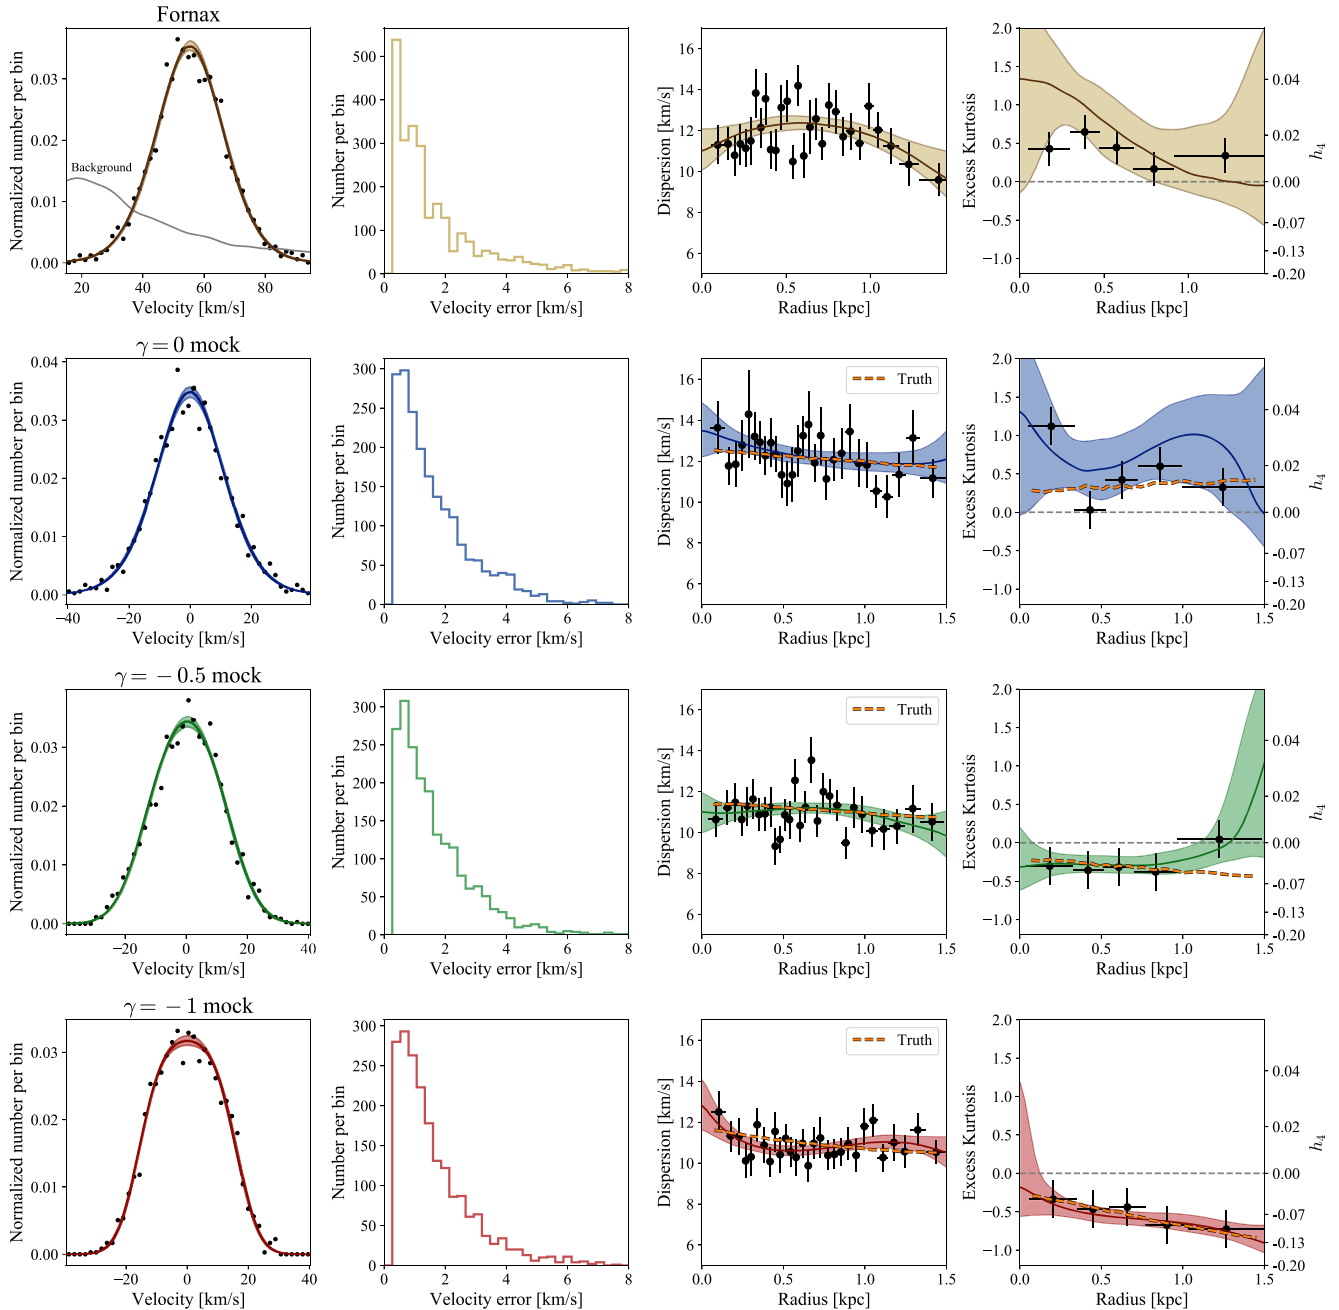 Fornax
Normalized number per bin
0.03
0.02
0.01
0.00
Background
20 40 60 80
Velocity [km/s]
Number per bin
500
400
300
200
100
0
0 2 4 6 8
Velocity error [km/s]
Dispersion [km/s]
16
14
12
10
8
6
0.0 0.5 1.0
Radius [kpc]
Excess Kurtosis
2.0
1.5
1.0
0.5
0.0
−0.5
−1.0
0.0 0.5 1.0
Radius [kpc]
0.04
0.02
0.00
-0.07
-0.13
-0.20
h4
γ = 0 mock
Normalized number per bin
0.04
0.03
0.02
0.01
0.00
−40 −20 0 20
Velocity [km/s]
Number per bin
300
250
200
150
100
50
0
0 2 4 6 8
Velocity error [km/s]
Dispersion [km/s]
16
14
12
10
8
6
Truth
0.0 0.5 1.0 1.5
Radius [kpc]
Excess Kurtosis
2.0
1.5
1.0
0.5
0.0
−0.5
−1.0
0.0 0.5 1.0 1.5
Radius [kpc]
0.04
0.02
0.00
-0.07
-0.13
-0.20
h4
γ = − 0.5 mock
Normalized number per bin
0.03
0.02
0.01
0.00
−20 0 20 40
Velocity [km/s]
Number per bin
300
250
200
150
100
50
0
0 2 4 6 8
Velocity error [km/s]
Dispersion [km/s]
16
14
12
10
8
6
Truth
0.0 0.5 1.0 1.5
Radius [kpc]
Excess Kurtosis
2.0
1.5
1.0
0.5
0.0
−0.5
−1.0
0.0 0.5 1.0 1.5
Radius [kpc]
0.04
0.02
0.00
-0.07
-0.13
-0.20
h4
γ = − 1 mock
Normalized number per bin
0.03
0.02
0.01
0.00
−20 0 20 40
Velocity [km/s]
Number per bin
300
250
200
150
100
50
0
0 2 4 6 8
Velocity error [km/s]
Dispersion [km/s]
16
14
12
10
8
6
Truth
0.0 0.5 1.0 1.5
Radius [kpc]
Excess Kurtosis
2.0
1.5
1.0
0.5
0.0
−0.5
−1.0
0.0 0.5 1.0 1.5
Radius [kpc]
0.04
0.02
0.00
-0.07
-0.13
-0.20
h4